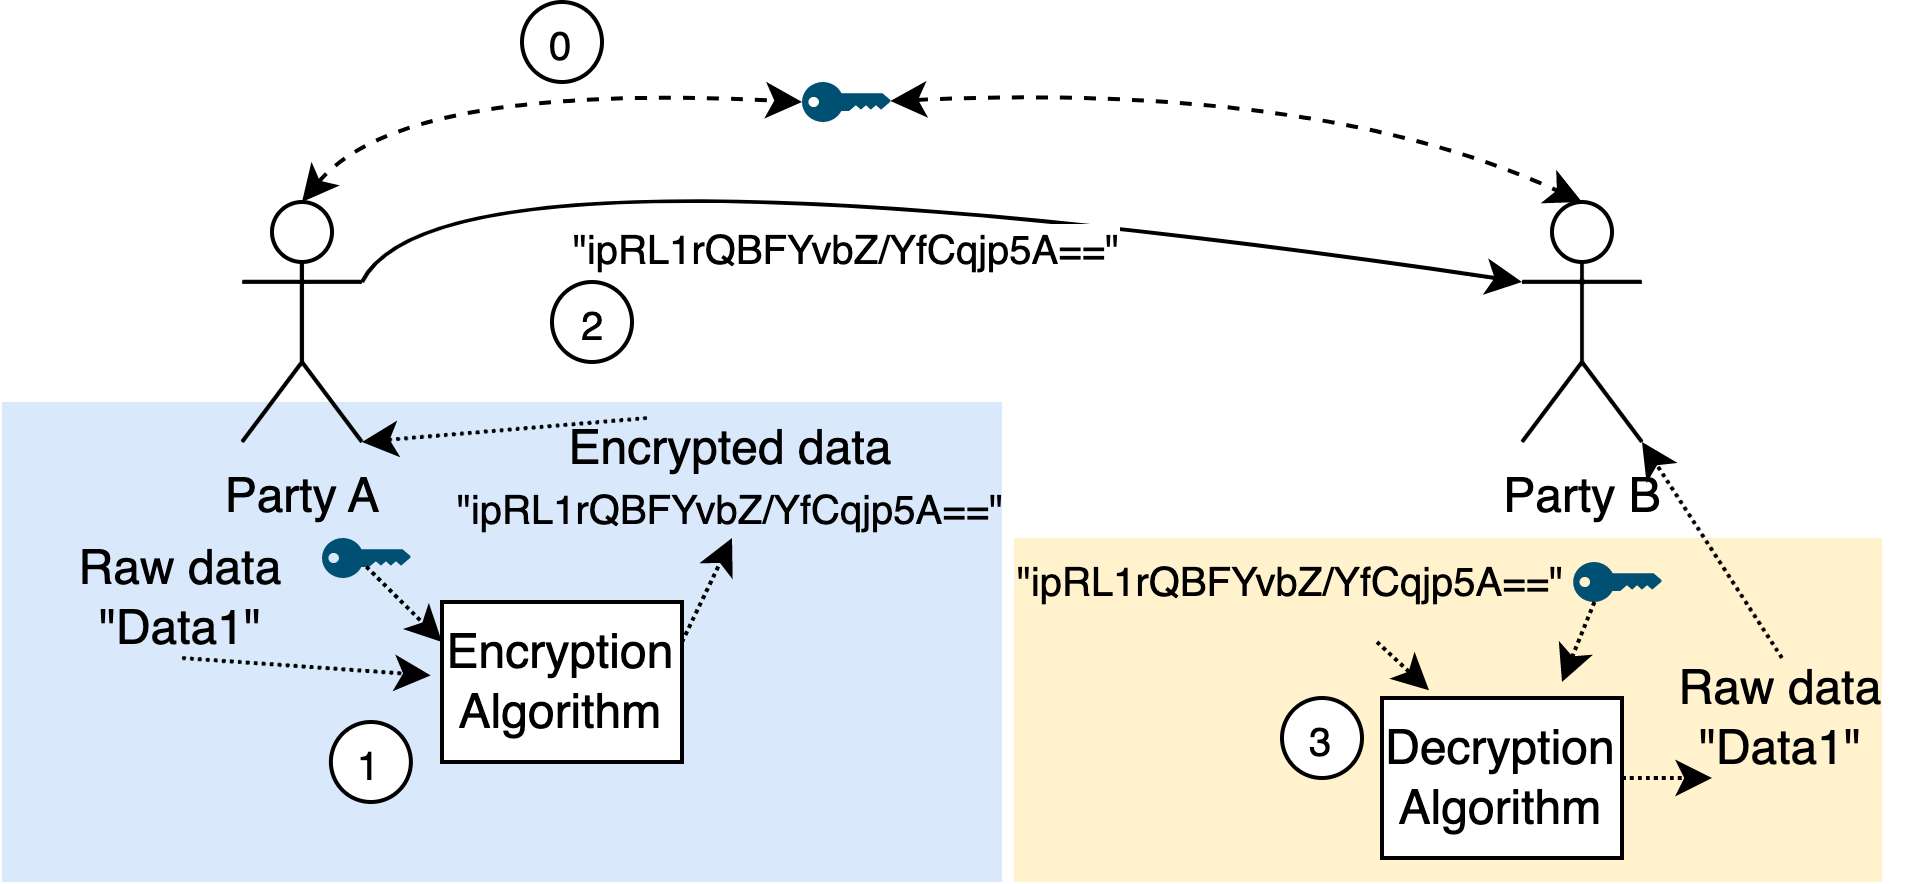 0
"ipRL1rQBFYvbZ/YfCqjp5A=="
2
Encrypted data
Party A
"ipRL1rQBFYvbZ/YfCqjp5A=="
Raw data
"Data1"
Encryption
Algorithm
1
Party B
"ipRL1rQBFYvbZ/YfCqjp5A=="
3
Decryption
Algorithm
Raw data
"Data1"